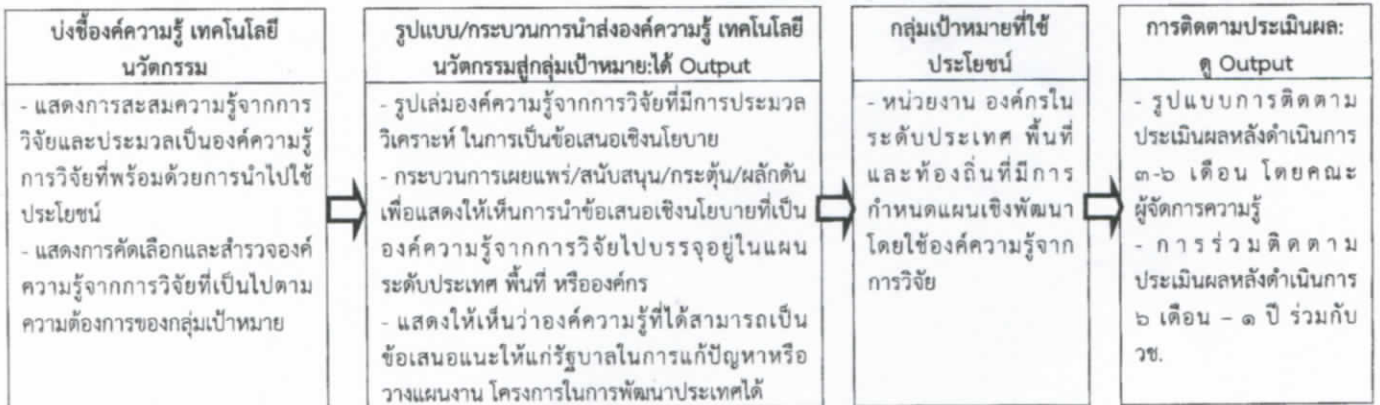 บ่งชี้องค์ความรู้ เทคโนโลยี
นวัตกรรม
- แสดงการสะสมความรู้จากการ
วิจัยและประมวลเป็นองค์ความรู้
การวิจัยที่พร้อมด้วยการนำไปใช้
ประโยชน์
- แสดงการคัดเลือกและสำรวจองค์
ความรู้จากการวิจัยที่เป็นไปตาม
ความต้องการของกลุ่มเป้าหมาย
รูปแบบ/กระบวนการนำส่งองค์ความรู้ เทคโนโลยี
นวัตกรรมสู่กลุ่มเป้าหมาย:ได้ Output
- รูปเล่มองค์ความรู้จากการวิจัยที่มีการประมวล
วิเคราะห์ ในการเป็นข้อเสนอเชิงนโยบาย
- กระบวนการเผยแพร่/สนับสนุน/กระตุ้น/ผลักดัน
เพื่อแสดงให้เห็นการนำข้อเสนอเชิงนโยบายที่เป็น
องค์ความรู้จากการวิจัยไปบรรจุอยู่ในแผน
ระดับประเทศ พื้นที่ หรือองค์กร
- แสดงให้เห็นว่าองค์ความรู้ที่ได้สามารถเป็น
ข้อเสนอแนะให้แก่รัฐบาลในการแก้ปัญหาหรือ
วางแผนงาน โครงการในการพัฒนาประเทศได้
กลุ่มเป้าหมายที่ใช้
ประโยชน์
- หน่วยงาน องค์กรใน
ระดับประเทศ พื้นที่
และท้องถิ่นที่มีการ
กำหนดแผนเชิงพัฒนา
โดยใช้องค์ความรู้จาก
การวิจัย
การติดตามประเมินผล:
ดู Output
- รูปแบบการติดตาม
ประเมินผลหลังดำเนินการ
๓-๖ เดือน โดยคณะ
ผู้จัดการความรู้
- การร่วมติดตาม
ประเมินผลหลังดำเนินการ
๖ เดือน – ๑ ปี ร่วมกับ
วช.